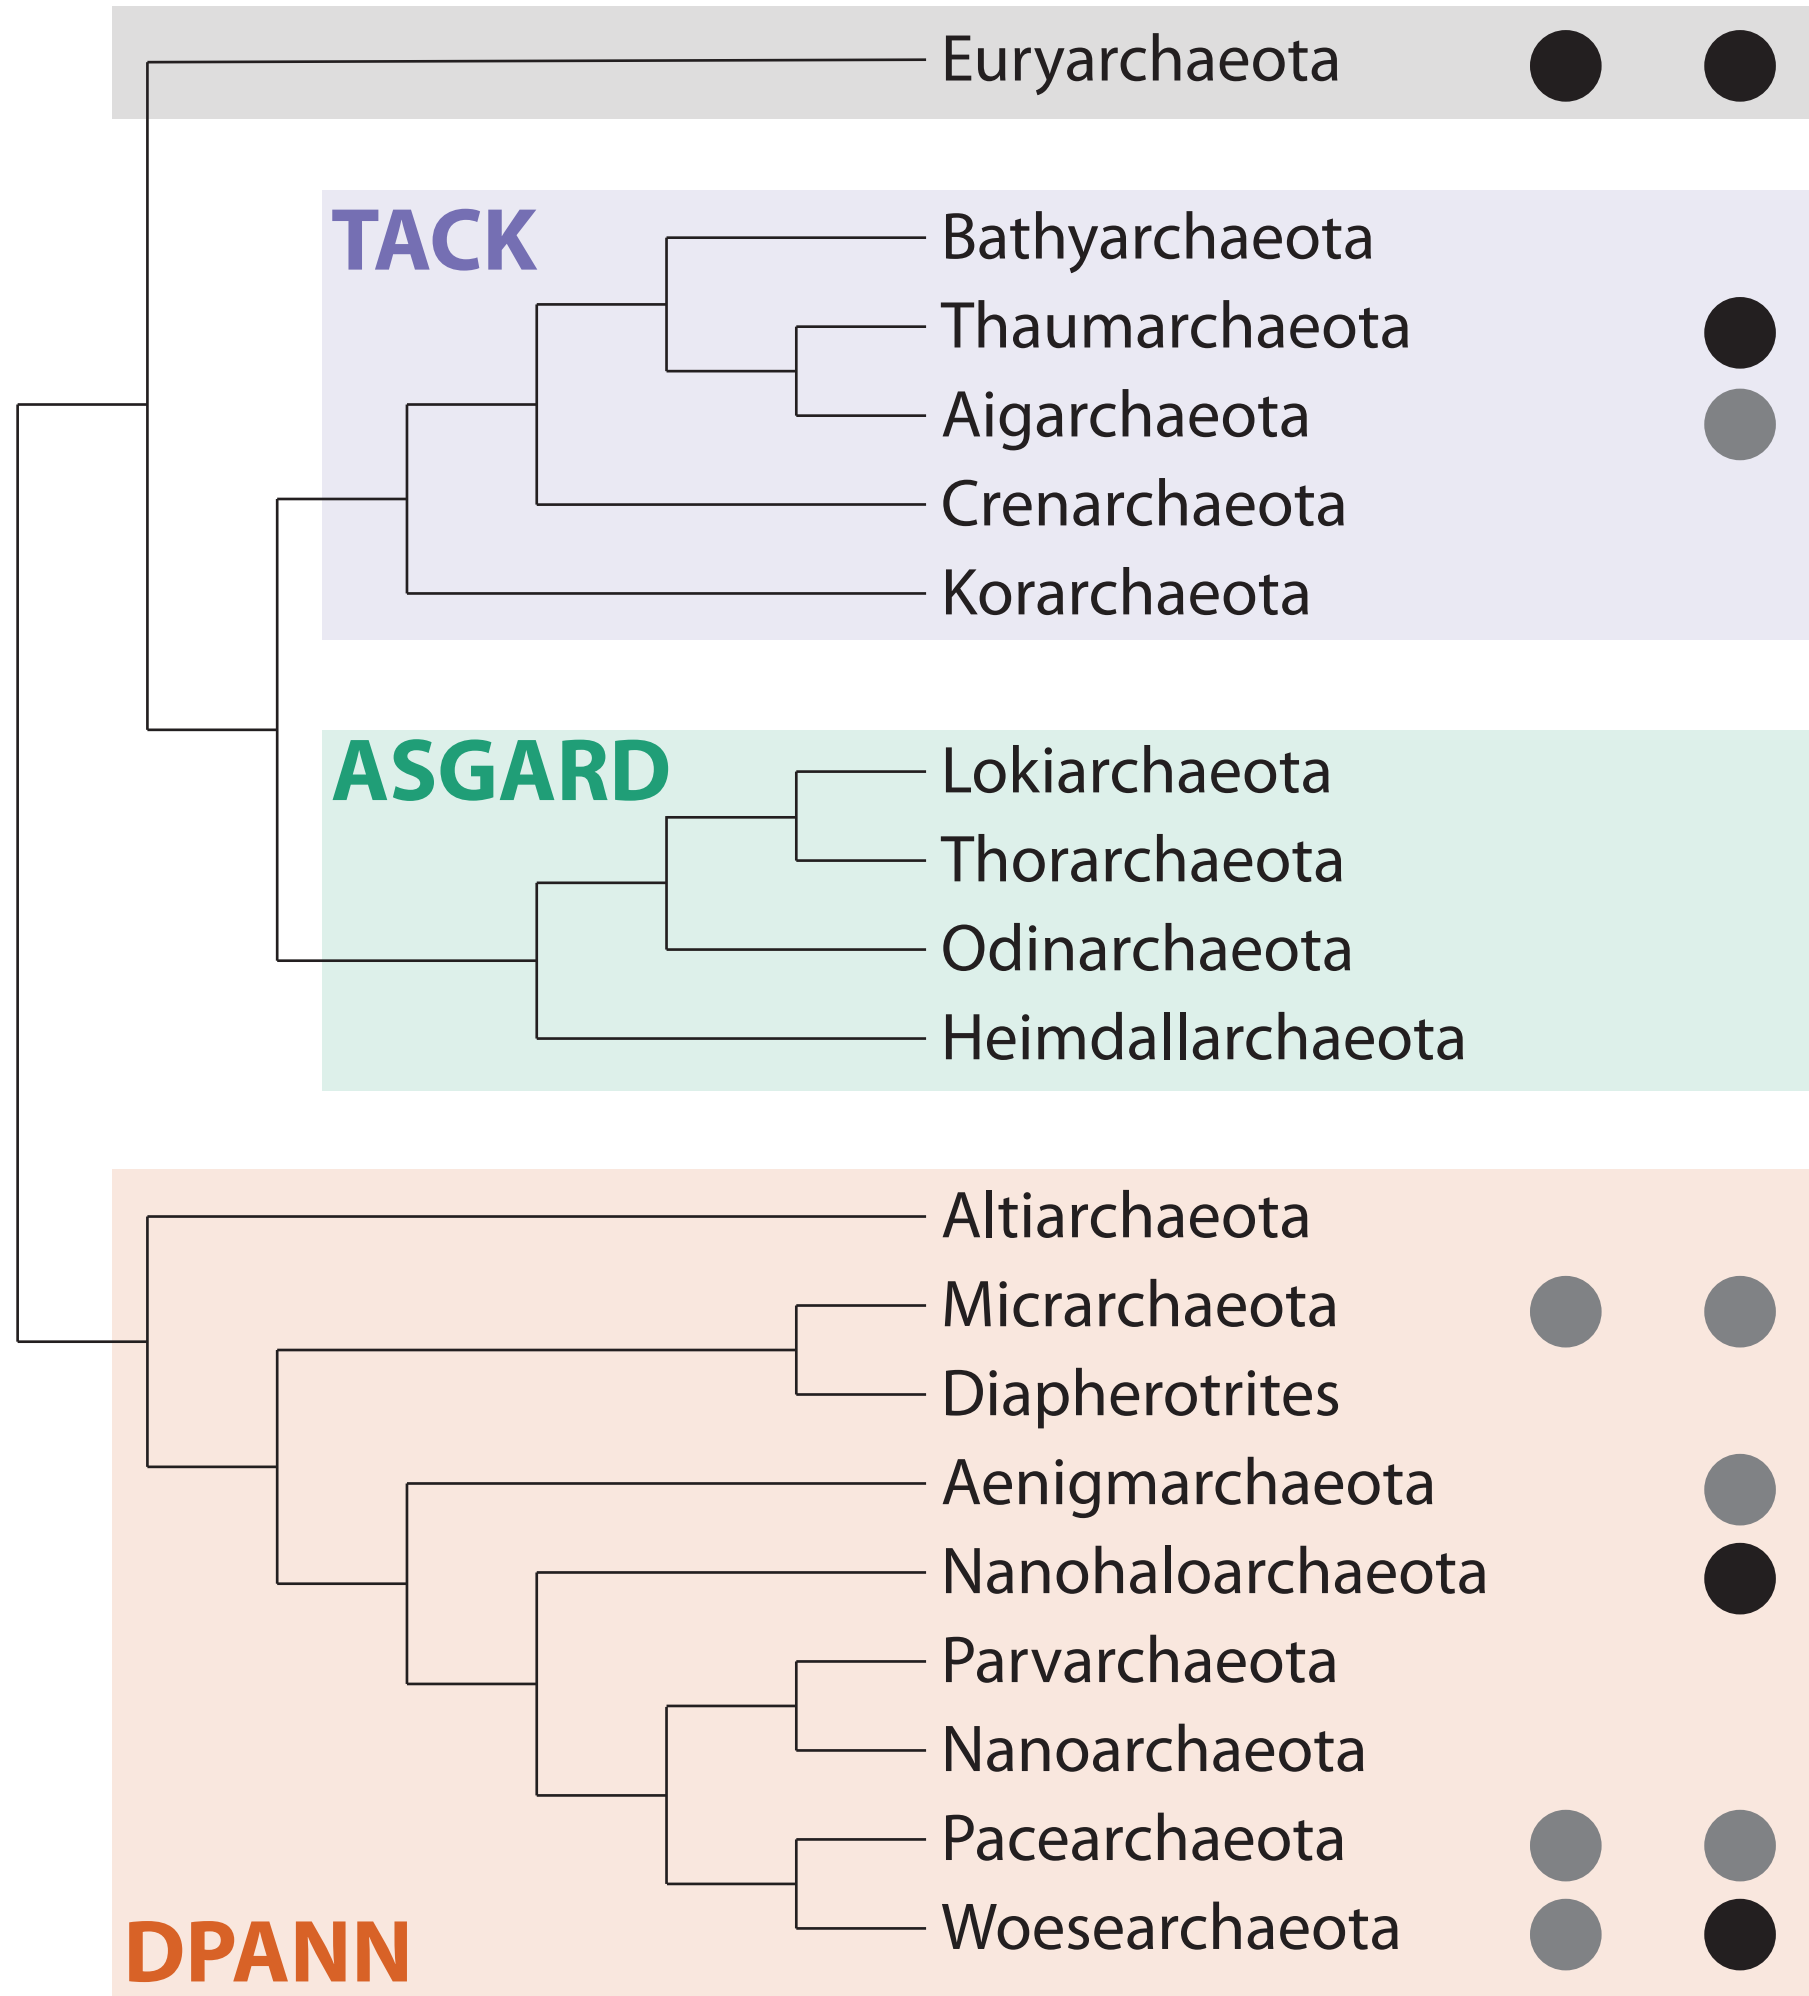 Euryarchaeota
TACK
Bathyarchaeota
Thaumarchaeota
Aigarchaeota
Crenarchaeota
Korarchaeota
ASGARD
Lokiarchaeota
Thorarchaeota
Odinarchaeota
Heimdallarchaeota
Altiarchaeota
Micrarchaeota
Diapherotrites
Aenigmarchaeota
Nanohaloarchaeota
Parvarchaeota
Nanoarchaeota
Pacearchaeota
Woesearchaeota
DPANN